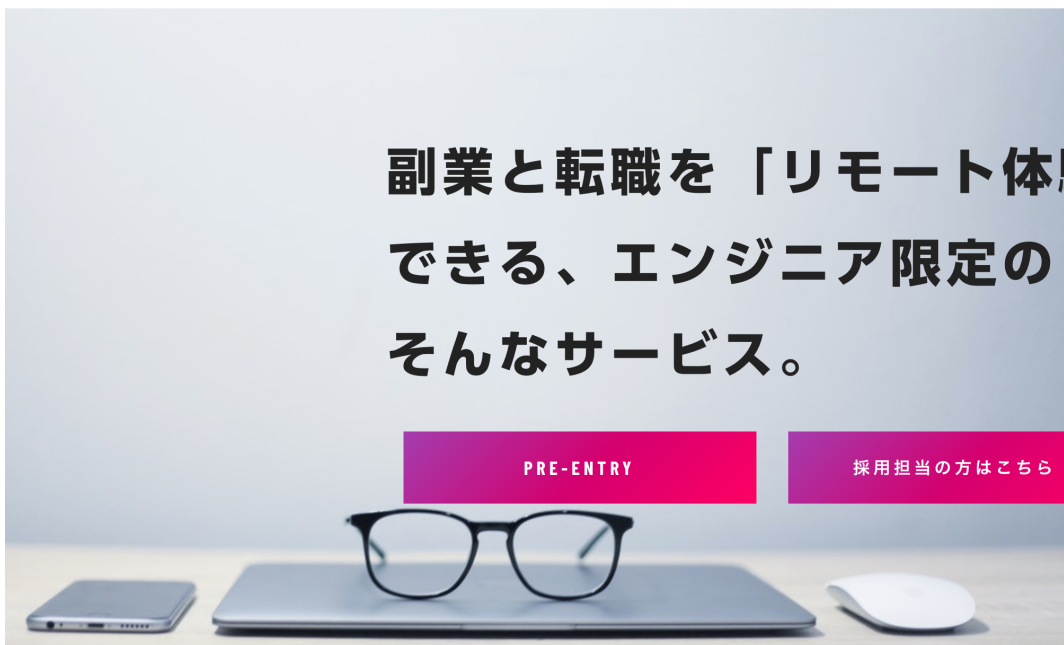 副業と転職を「リモート体
できる、エンジニア限定の
そんなサービス。
PRE-ENTRY
採用担当の方はこちら